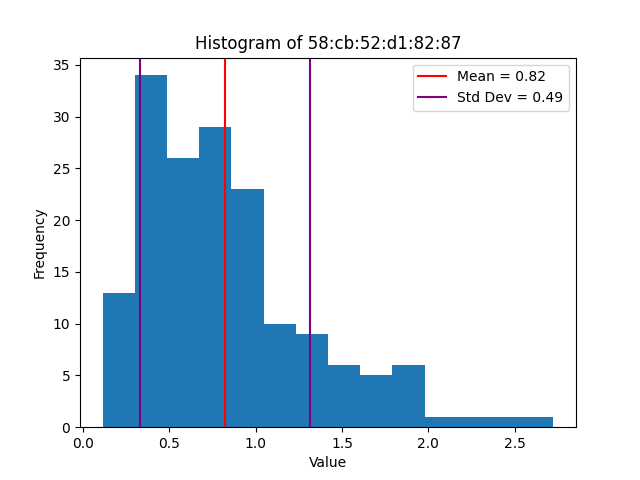 Histogram of 58:cb:52:d1:82:87
Mean = 0.82
Std Dev = 0.49
Frequency
35
30
25
20
15
10
5
0
0.0 0.5 1.0 1.5 2.0 2.5
Value